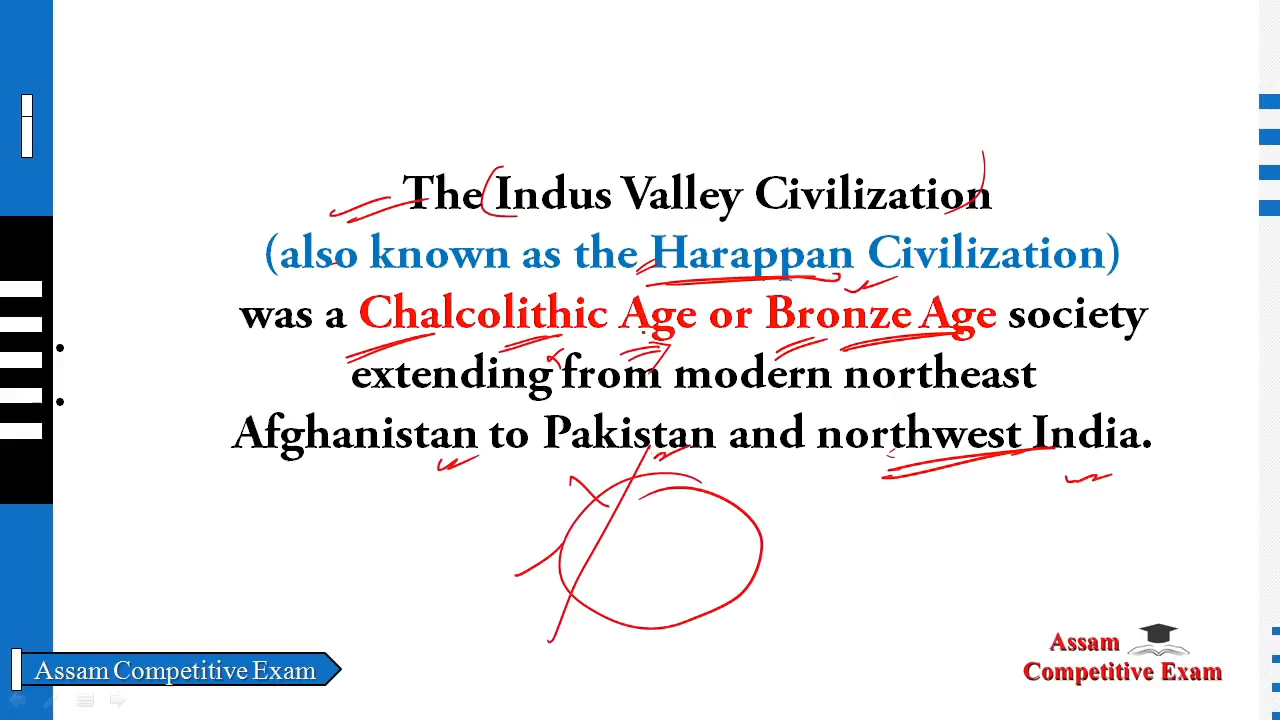 The Indus Valley Civilization
(also known as the Harappan Civilization)
was a Chalcolithic Age or Bronze Age society
extending from modern northeast
Afghanistan to Pakistan and northwest India.
Assam Competitive Exam
Assam
Competitive Exam